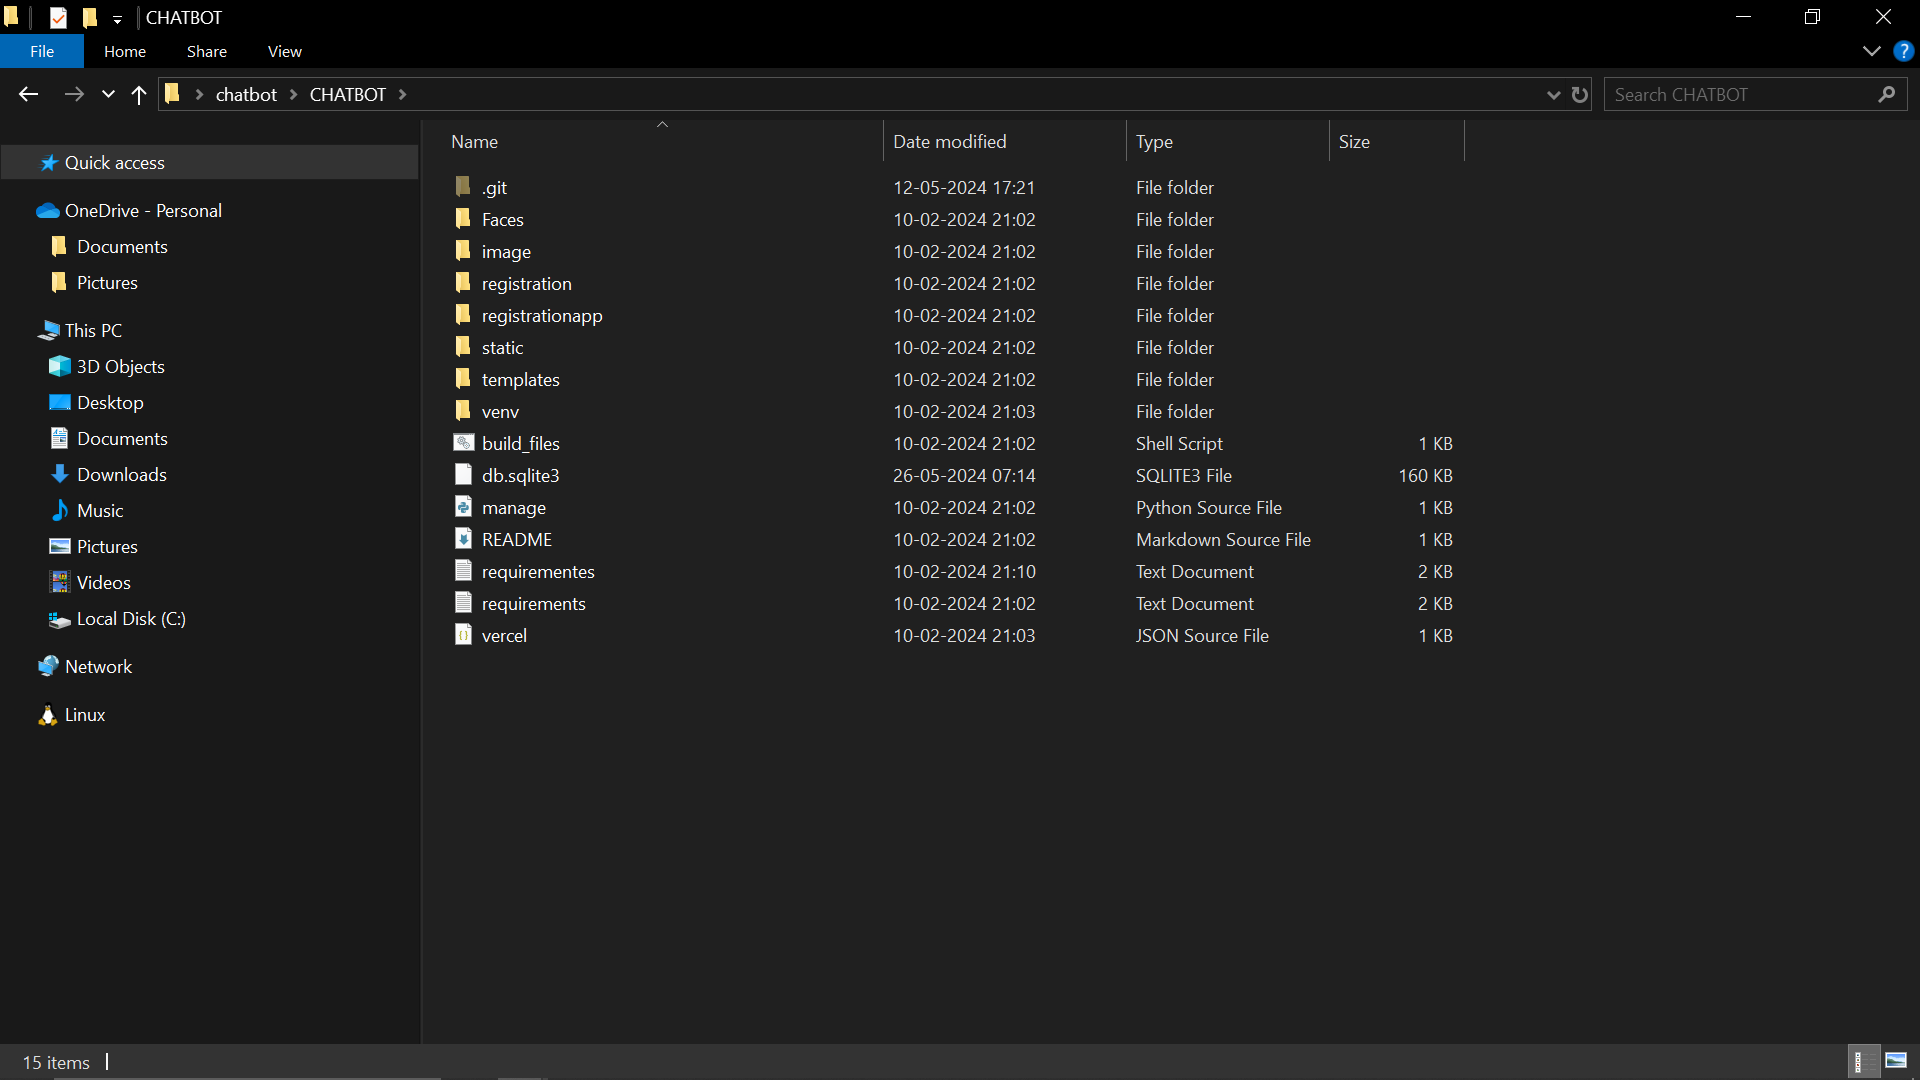 CHATBOT
File Home Share View
chatbot CHATBOT Search CHATBOT
Name Date modified Type Size
Quick access
OneDrive - Personal
Documents
Pictures
This PC
3D Objects
Desktop
Documents
Downloads
Music
Pictures
Videos
Local Disk (C:)
Network
Linux
.git 12-05-2024 17:21 File folder
Faces 10-02-2024 21:02 File folder
image 10-02-2024 21:02 File folder
registration 10-02-2024 21:02 File folder
registrationapp 10-02-2024 21:02 File folder
static 10-02-2024 21:02 File folder
templates 10-02-2024 21:02 File folder
venv 10-02-2024 21:03 File folder
build_files 10-02-2024 21:02 Shell Script 1 KB
db.sqlite3 26-05-2024 07:14 SQLITE3 File 160 KB
manage 10-02-2024 21:02 Python Source File 1 KB
README 10-02-2024 21:02 Markdown Source File 1 KB
requirementes 10-02-2024 21:10 Text Document 2 KB
requirements 10-02-2024 21:02 Text Document 2 KB
vercel 10-02-2024 21:03 JSON Source File 1 KB
15 items